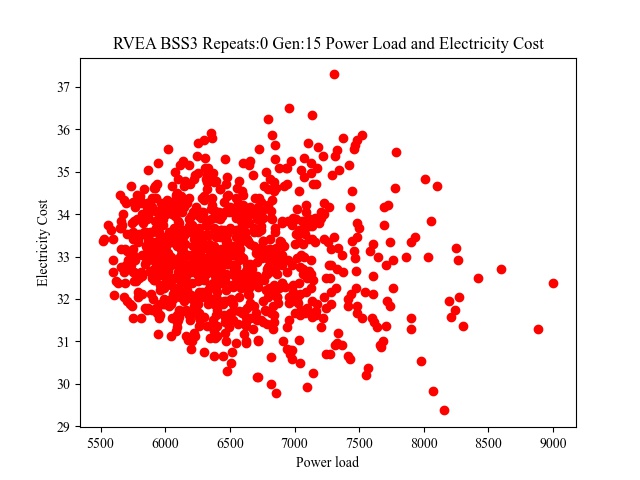 RVEA BSS3 Repeats:0 Gen:15 Power Load and Electricity Cost
37
36
35
34
33
32
31
30
29
Electricity Cost
5500 6000 6500 7000 7500 8000 8500 9000
Power load